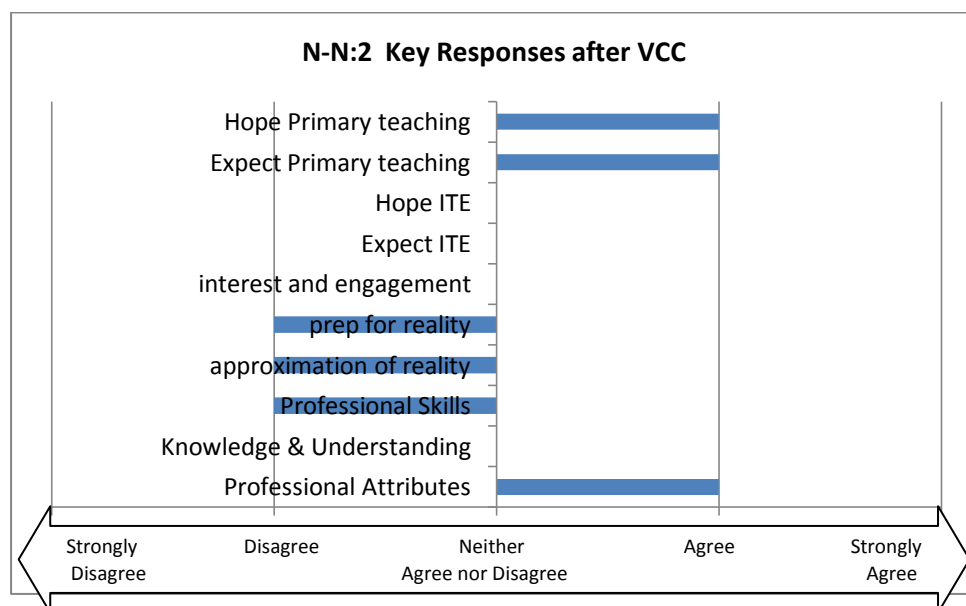 N-N:2  Key Responses after VCC
Hope Primary teaching
Expect Primary teaching
Hope ITE
Expect ITE
interest and engagement
prep for reality
approximation of reality
Professional Skills
Knowledge & Understanding
Professional Attributes
Strongly Disagree Neither Agree Strongly
Disagree Agree nor Disagree Agree